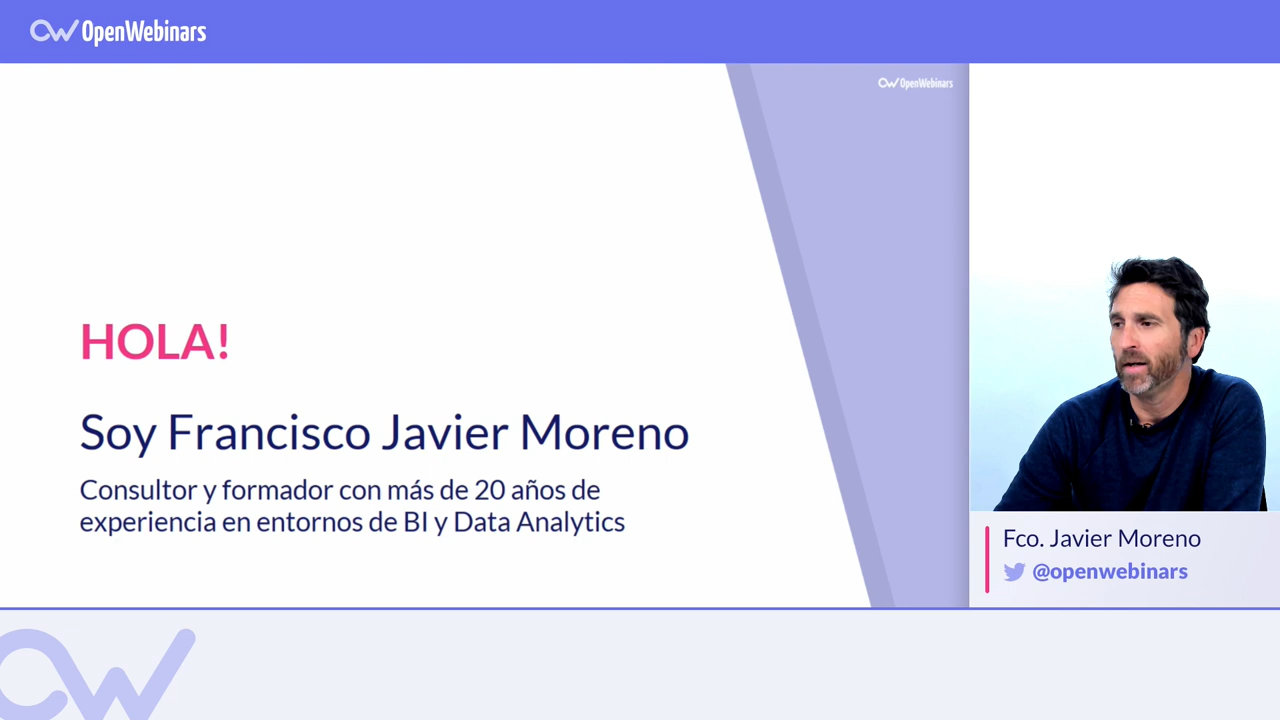 OpenWebinars
OpenWebinars
HOLA!
Soy Francisco Javier Moreno
Consultor y formador con más de 20 años de
experiencia en entornos de BI y Data Analytics
Fco. Javier Moreno
@openwebinars